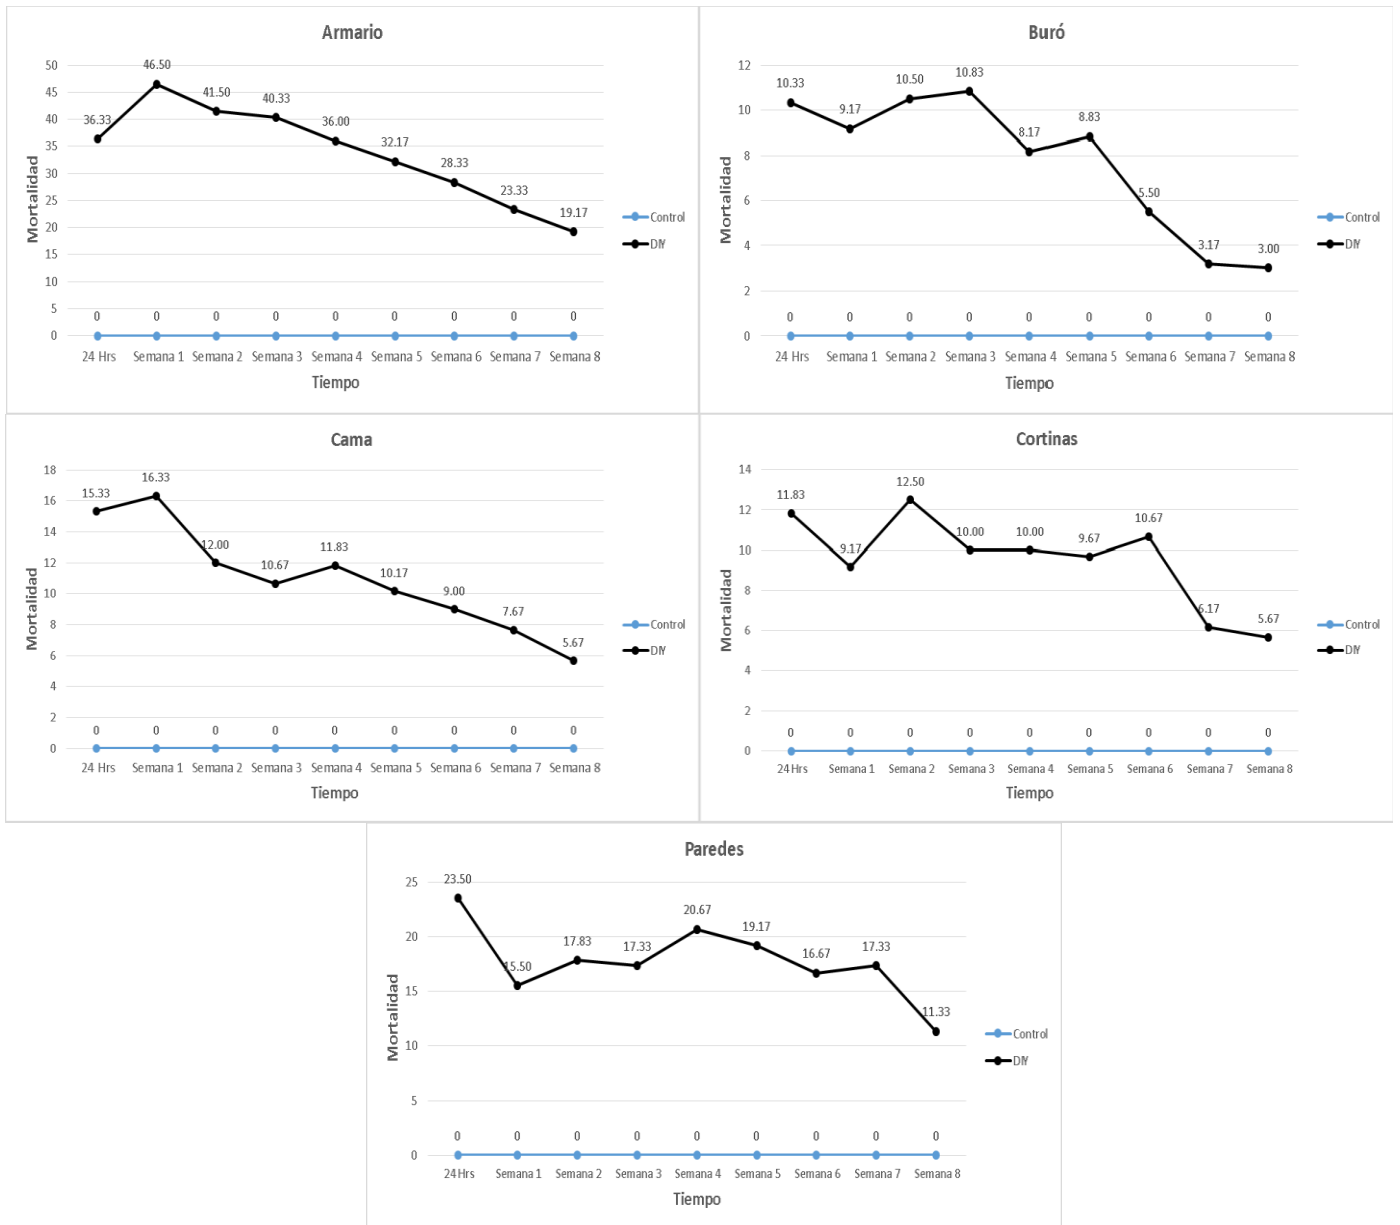 Armario
50
45
40
35
30
25
20
15
10
5
0
Mortalidad
36.33 46.50 41.50 40.33 36.00 32.17 28.33 23.33 19.17
0 0 0 0 0 0 0 0 0
24 Hrs Semana 1 Semana 2 Semana 3 Semana 4 Semana 5 Semana 6 Semana 7 Semana 8
Tiempo
Control
DIY
Buró
12
10
8
6
4
2
0
Mortalidad
10.33 9.17 10.50 10.83 8.17 8.83 5.50 3.17 3.00
0 0 0 0 0 0 0 0 0
24 Hrs Semana 1 Semana 2 Semana 3 Semana 4 Semana 5 Semana 6 Semana 7 Semana 8
Tiempo
Control
DIY
Cama
18
16
14
12
10
8
6
4
2
0
Mortalidad
15.33 16.33 12.00 10.67 11.83 10.17 9.00 7.67 5.67
0 0 0 0 0 0 0 0 0
24 Hrs Semana 1 Semana 2 Semana 3 Semana 4 Semana 5 Semana 6 Semana 7 Semana 8
Tiempo
Control
DIY
Cortinas
14
12
10
8
6
4
2
0
Mortalidad
11.83 9.17 12.50 10.00 10.00 9.67 10.67 6.17 5.67
0 0 0 0 0 0 0 0 0
24 Hrs Semana 1 Semana 2 Semana 3 Semana 4 Semana 5 Semana 6 Semana 7 Semana 8
Tiempo
Control
DIY
Paredes
25
20
15
10
5
0
Mortalidad
23.50 15.50 17.83 17.33 20.67 19.17 16.67 17.33 11.33
0 0 0 0 0 0 0 0 0
24 Hrs Semana 1 Semana 2 Semana 3 Semana 4 Semana 5 Semana 6 Semana 7 Semana 8
Tiempo
Control
DIY